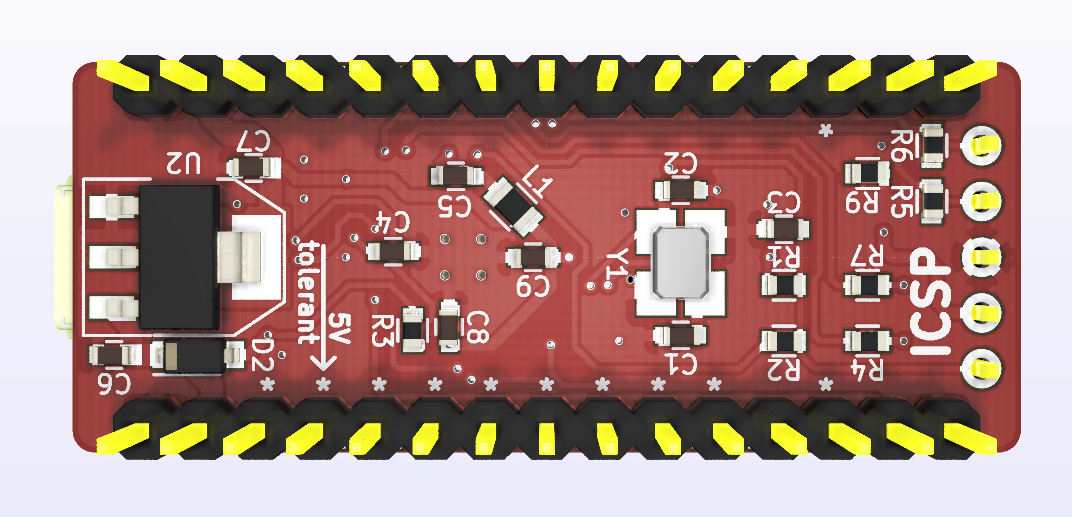 C7
U2
R6
C2
L1
C5
R9
R5
C3
C4
R1
R7
C9
Y1
ICSP
5V
tolerant
R3
C8
D2
C6
C1
R2
R4
*
* * * * * * * * * *